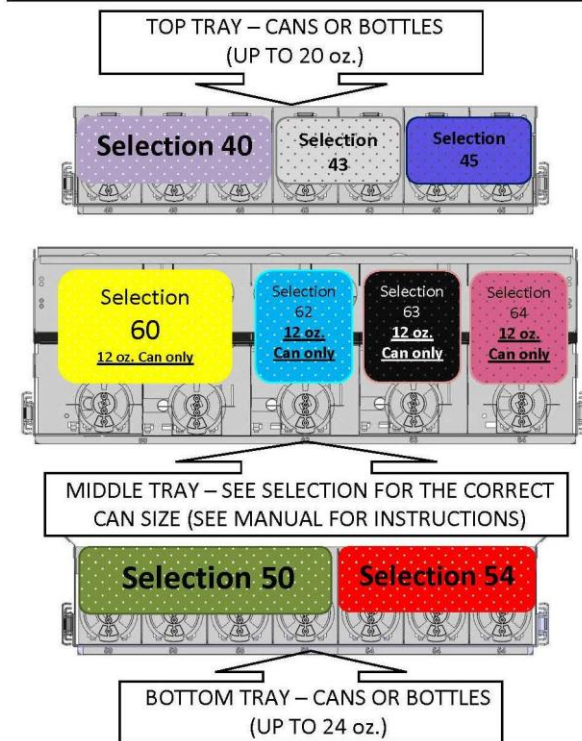 TOP TRAY – CANS OR BOTTLES
(UP TO 20 oz.)
Selection 40
Selection
43
Selection
45
Selection
60
12 oz. Can only
Selection
62
12 oz.
Can only
Selection
63
12 oz.
Can only
Selection
64
12 oz.
Can only
MIDDLE TRAY – SEE SELECTION FOR THE CORRECT
CAN SIZE (SEE MANUAL FOR INSTRUCTIONS)
Selection 50
Selection 54
BOTTOM TRAY – CANS OR BOTTLES
(UP TO 24 oz.)